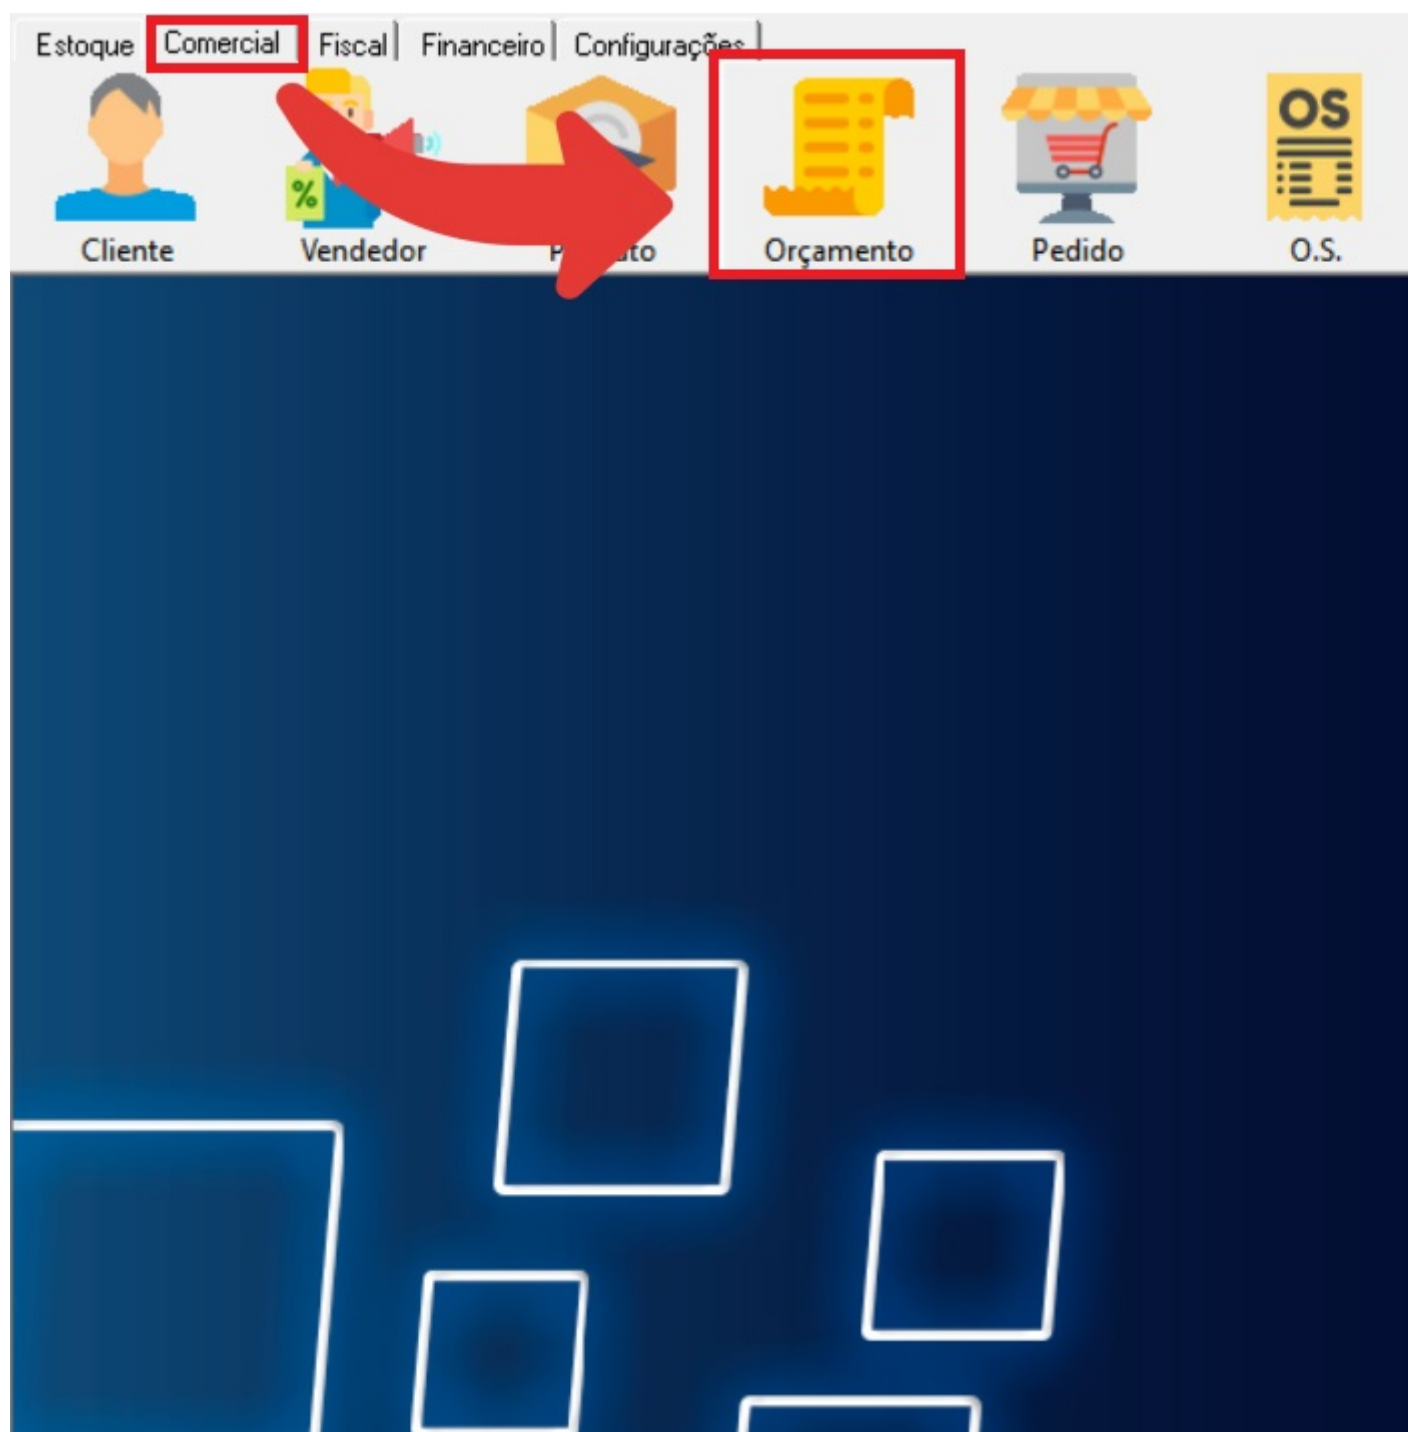 Estoque Comercial Fiscal Financeiro Configurações
OS
%
Cliente Vendedor Orçamento Pedido O.S.